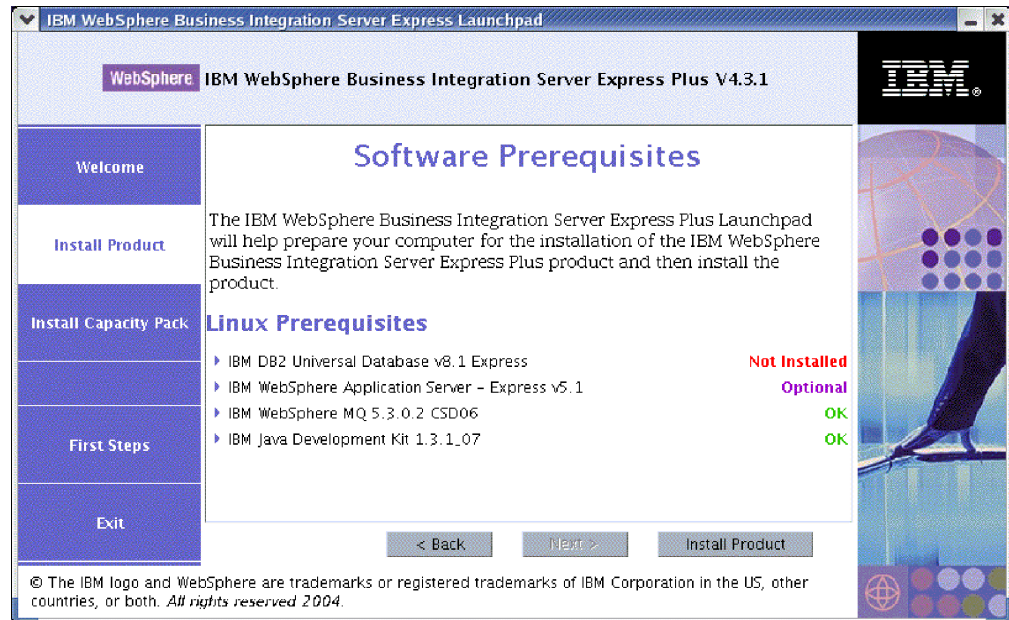 IBM WebSphere Business Integration Server Express Launchpad
WebSphere IBM WebSphere Business Integration Server Express Plus V4.3.1
IBM®
Welcome
Install Product
Install Capacity Pack
First Steps
Exit
Software Prerequisites
The IBM WebSphere Business Integration Server Express Plus Launchpad
will help prepare your computer for the installation of the IBM WebSphere
Business Integration Server Express Plus product and then install the
product.
Linux Prerequisites
IBM DB2 Universal Database v8.1 Express Not Installed
IBM WebSphere Application Server – Express v5.1 Optional
IBM WebSphere MQ 5.3.0.2 CSD06 OK
IBM Java Development Kit 1.3.1_07 OK
< Back Next > Install Product
© The IBM logo and WebSphere are trademarks or registered trademarks of IBM Corporation in the US, other
countries, or both. All rights reserved 2004.